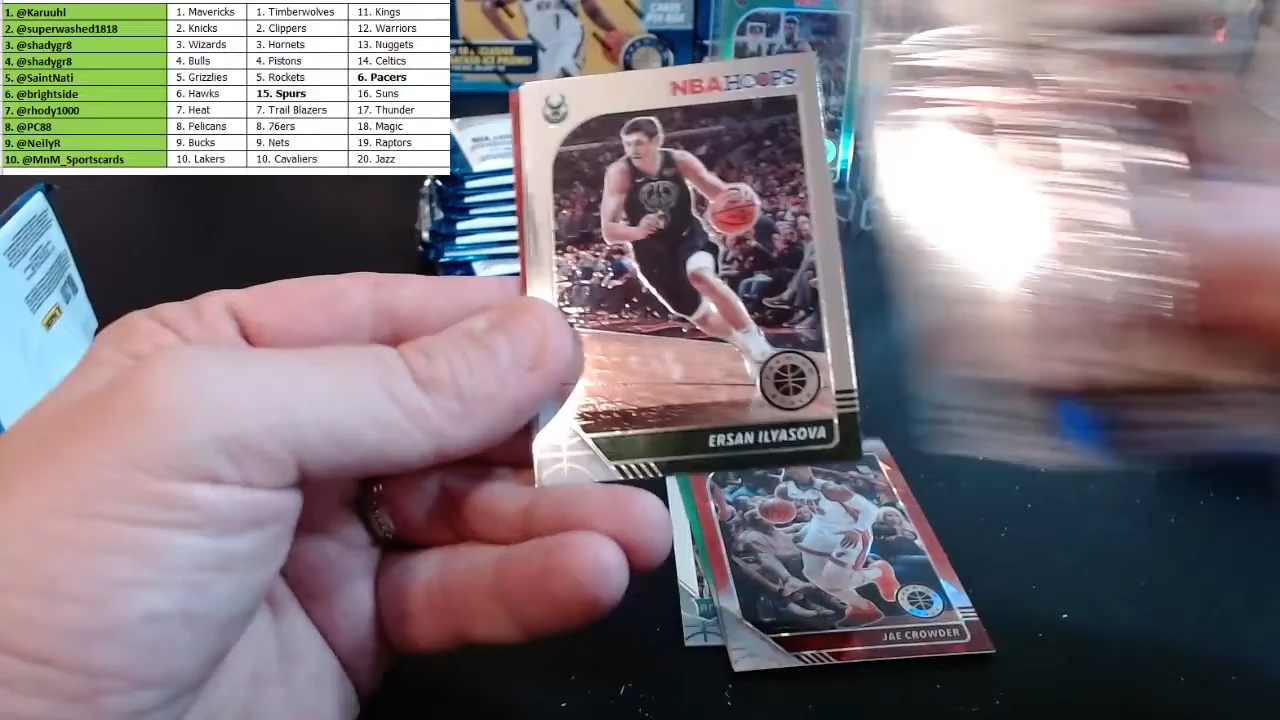 1. @Karuuhl 1. Mavericks 1. Timberwolves 11. Kings
2. @superwashed1818 2. Knicks 2. Clippers 12. Warriors
3. @shadygr8 3. Wizards 3. Hornets 13. Nuggets
4. @shadygr8 4. Bulls 4. Pistons 14. Celtics
5. @SaintNati 5. Grizzlies 5. Rockets 6. Pacers
6. @brightside 6. Hawks 15. Spurs 16. Suns
7. @rhody1000 7. Heat 7. Trail Blazers 17. Thunder
8. @PC88 8. Pelicans 8. 76ers 18. Magic
9. @NeilyR 9. Bucks 9. Nets 19. Raptors
10. @MnM_Sportscards 10. Lakers 10. Cavaliers 20. Jazz
NBA HOOPS
ERSAN ILYASOVA
JAE CROWDER